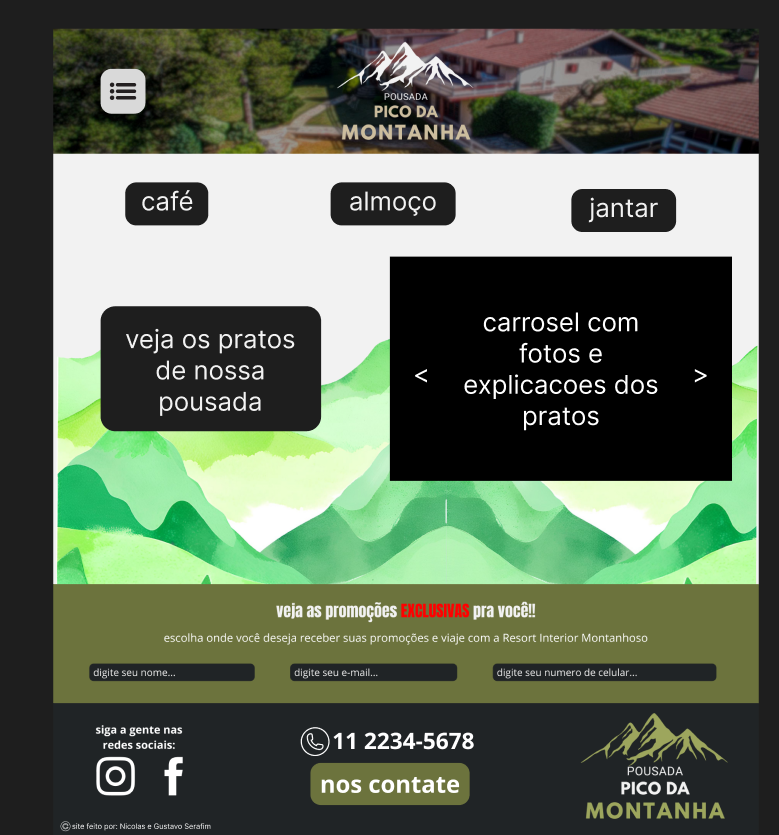 POUSADA
PICO DA
MONTANHA
café
almoço
jantar
veja os pratos
de nossa
pousada
carrosel com
fotos e
explicacoes dos
pratos
<
>
veja as promoções EXCLUSIVAS pra você!!
escolha onde você deseja receber suas promoções e viaje com a Resort Interior Montanhoso
digite seu nome...
digite seu e-mail...
digite seu numero de celular...
siga a gente nas
redes sociais:
11 2234-5678
nos contate
POUSADA
PICO DA
MONTANHA
© site feito por: Nicolas e Gustavo Serafim